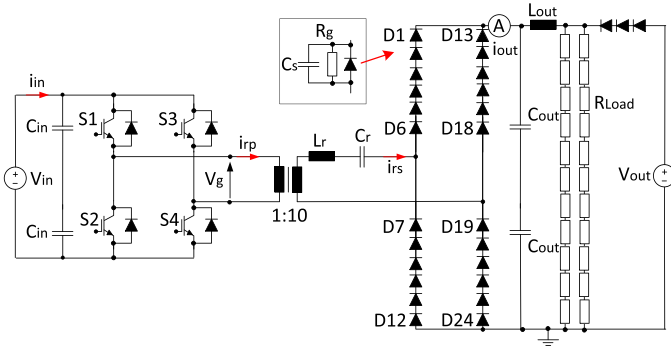 Rg
Cs
D1
D13
A
Lout
iout
iin
S1
S3
Cin
Cout
RLoad
D6
D18
irp
Lr
Cr
irs
Vin
Vg
Vout
1:10
S2
S4
D7
D19
Cin
Cout
D12
D24